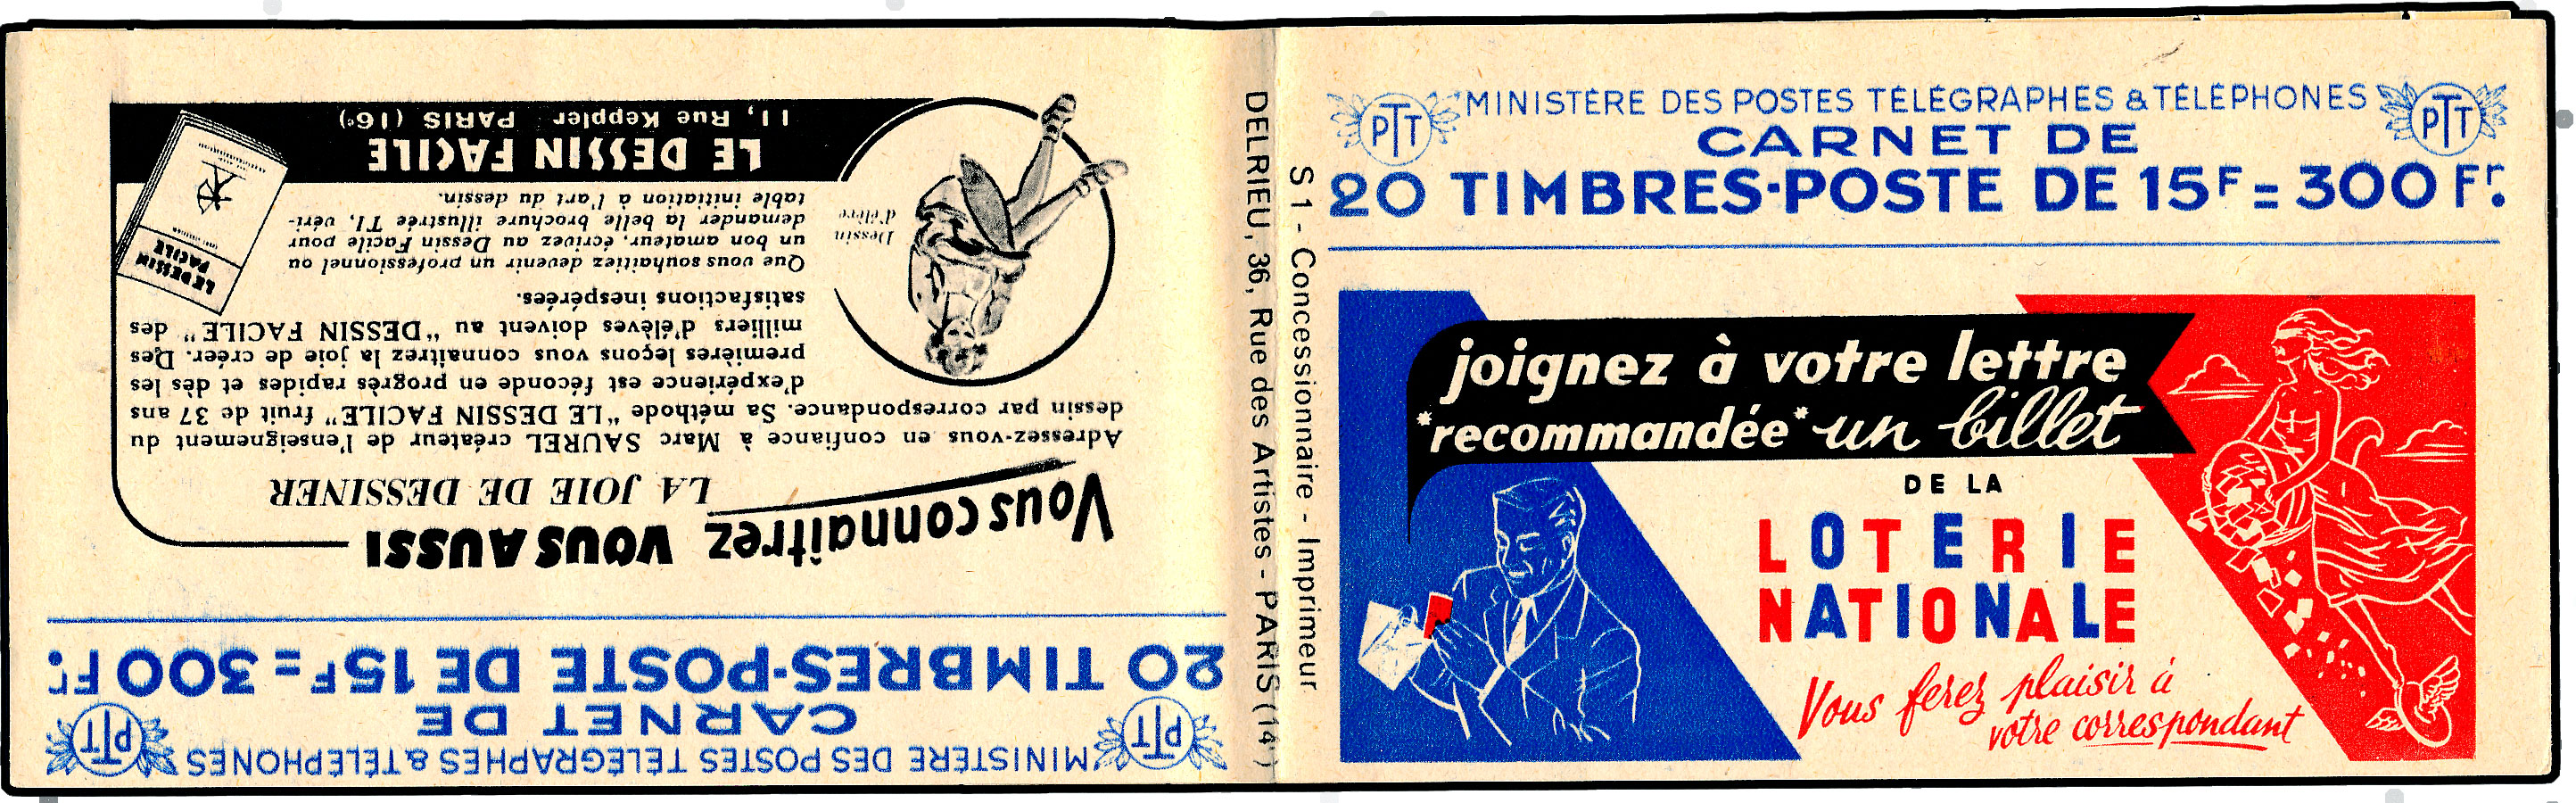 MINISTÈRE DES POSTES TÉLÉGRAPHES & TÉLÉPHONES
PTT
PTT
CARNET DE
20 TIMBRES-POSTE DE 15F = 300 Fr.
joignez à votre lettre
*recommandée* un billet
DE LA
LOTERIE
NATIONALE
Vous ferez plaisir à
votre correspondant
S 1 - Concessionnaire - Imprimeur
DELRIEU, 36, Rue des Artistes - PARIS (14)
MINISTÈRE DES POSTES TÉLÉGRAPHES & TÉLÉPHONES
PTT
PTT
CARNET DE
20 TIMBRES-POSTE DE 15F = 300 Fr.
Vous connaîtrez VOUS AUSSI
LA JOIE DE DESSINER
Adressez-vous en confiance à Marc SAUREL créateur de l'enseignement du
dessin par correspondance. Sa méthode "LE DESSIN FACILE" fruit de 37 ans
d'expérience est féconde en progrès rapides et dès les
premières leçons vous connaîtrez la joie de créer. Des
milliers d'élèves doivent au "DESSIN FACILE" des
satisfactions inespérées.
Que vous souhaitiez devenir un professionnel ou
un bon amateur, écrivez au Dessin Facile pour
demander la belle brochure illustrée T1, véri-
table initiation à l'art du dessin.
Dessin
d'élève
LE DESSIN
FACILE
LE DESSIN FACILE
11, Rue Keppler PARIS (16e)